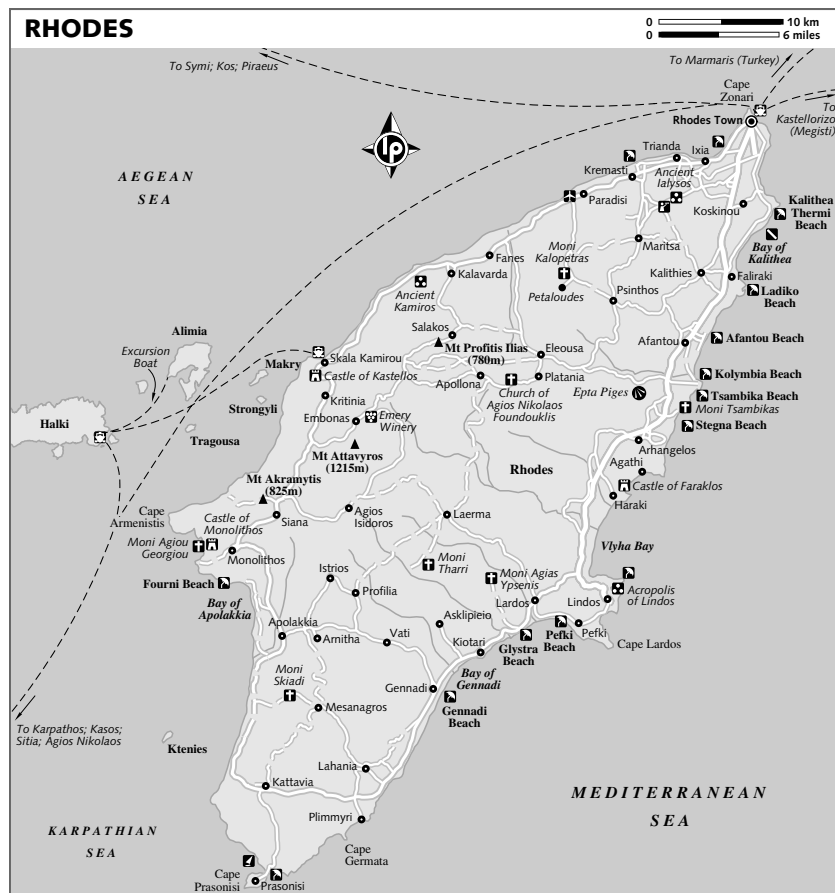 RHODES
0 10 km
0 6 miles
To Symi; Kos; Piraeus
To Marmaris (Turkey)
Cape
Zonari
To
Kastellorizo
(Megisti)
Rhodes Town
lp
AEGEAN
SEA
Trianda
Ixia
Kremasti
Ancient
Ialysos
Paradisi
Koskinou
Kalithea
Thermi
Beach
Maritsa
Bay of
Kalithea
Moni
Kalopetras
Fanes
Kalavarda
Kalithies
Faliraki
Petaloudes
Psinthos
Ladiko
Beach
Ancient
Kamiros
Salakos
Alimia
Mt Profitis Ilias
(780m)
Afantou
Afantou Beach
Excursion
Boat
Skala Kamirou
Eleousa
Makry
Castle of Kastellos
Apollona
Platania
Kolymbia Beach
Epta Piges
Tsambika Beach
Kritinia
Church of
Agios Nikolaos
Foundouklis
Moni Tsambikas
Strongyli
Embonas
Emery
Winery
Stegna Beach
Halki
Tragousa
Arhangelos
Mt Attavyros
(1215m)
Rhodes
Agathi
Mt Akramytis
(825m)
Castle of Faraklos
Haraki
Cape
Armenistis
Castle of
Monolithos
Siana
Agios
Isidoros
Laerma
Moni Agiou
Georgiou
Monolithos
Vlyha Bay
Moni
Tharri
Moni Agias
Ypsenis
Istrios
Fourni Beach
Profilia
Acropolis
of Lindos
Lardos
Lindos
Bay of
Apolakkia
Asklipieio
Apolakkia
Arnitha
Vati
Kiotari
Glystra
Beach
Pefki
Beach
Pefki
Cape Lardos
Moni
Skiadi
Bay of
Gennadi
Gennadi
Gennadi
Beach
Mesanagros
To Karpathos; Kasos;
Sitia; Agios Nikolaos
Ktenies
Lahania
Kattavia
MEDITERRANEAN
SEA
Plimmyri
KARPATHIAN
SEA
Cape
Germata
Cape
Prasonisi
Prasonisi